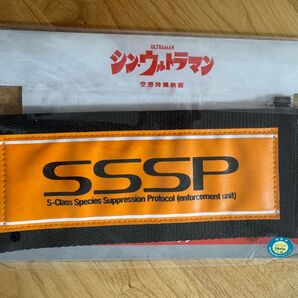 ULTRAMAN
シン・ウルトラマン
空想特撮映画
SSSP
S-Class Species Suppression Protocol (enforcement unit)